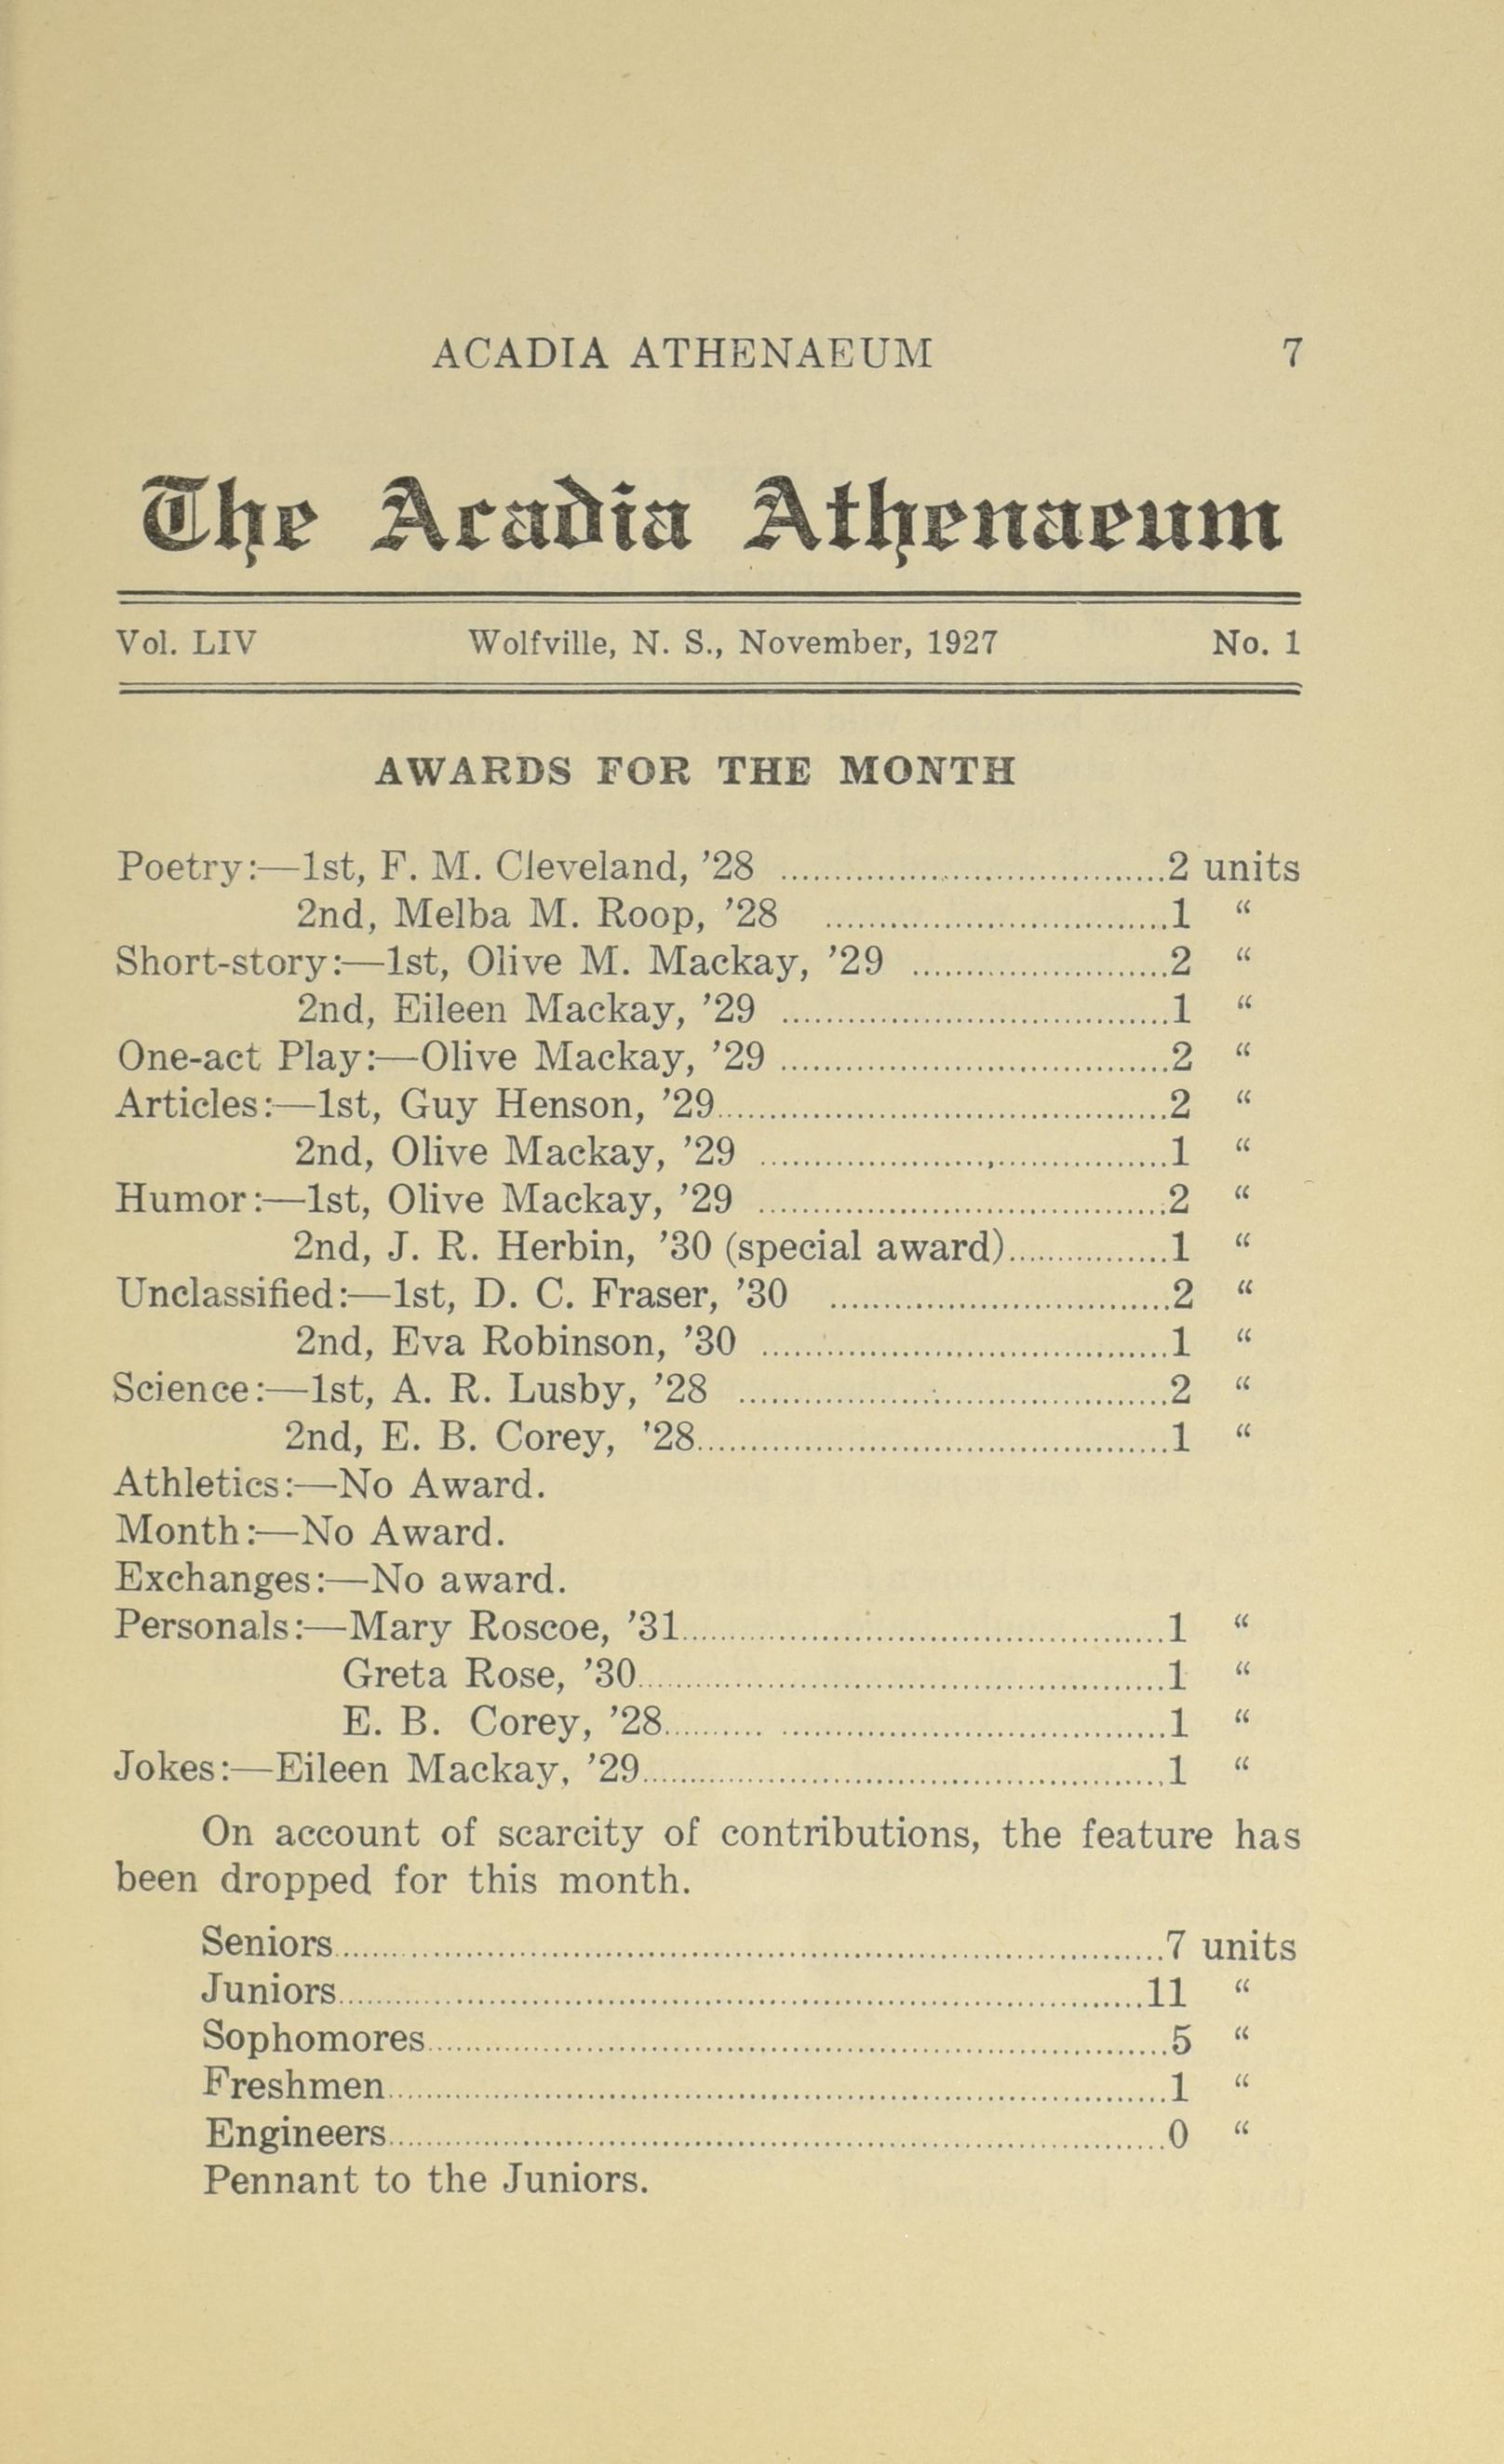 ACADIA ATHENAEUM 7
The Acadia Athenaeum
Vol. LIV Wolfville, N. S., November, 1927 No. 1
AWARDS FOR THE MONTH
Poetry:—1st, F. M. Cleveland, ’28 ........................................2 units
2nd, Melba M. Roop, ’28 ....................................1 “
Short-story:—1st, Olive M. Mackay, ’29 ...........................2 “
2nd, Eileen Mackay, ’29 ........................................1 “
One-act Play:—Olive Mackay, ’29 ........................................2 “
Articles:—1st, Guy Henson, ’29..............................................2 “
2nd, Olive Mackay, ’29 ..........................................1 “
Humor:—1st, Olive Mackay, ’29 ..........................................2 “
2nd, J. R. Herbin, ’30 (special award)................1 “
Unclassified:—1st, D. C. Fraser, ’30 ...................................2 “
2nd, Eva Robinson, ’30 ..........................................1 “
Science:—1st, A. R. Lusby, ’28 ............................................2 “
2nd, E. B. Corey, ’28................................................1 “
Athletics:—No Award.
Month:—No Award.
Exchanges:—No award.
Personals:—Mary Roscoe, ’31..................................................1 “
Greta Rose, ’30......................................................1 “
E. B. Corey, ’28.......... ........................................1 “
Jokes:—Eileen Mackay, ’29......................................................1 “
On account of scarcity of contributions, the feature has
been dropped for this month.
Seniors......................................................................................7 units
Juniors...................................................................................11 “
Sophomores............................................................................5 “
Freshmen................................................................................1 “
Engineers................................................................................0 “
Pennant to the Juniors.